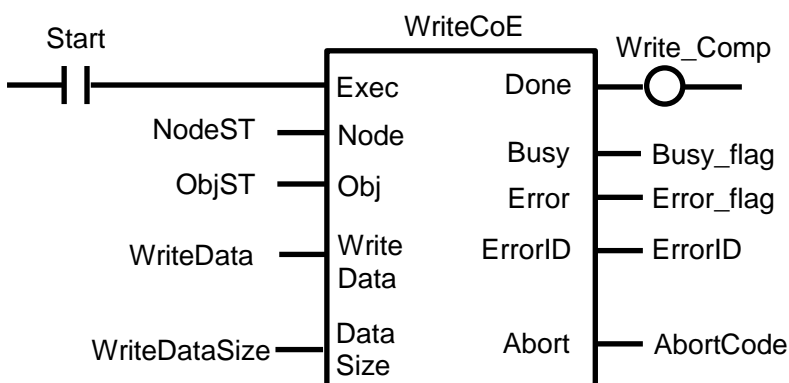 WriteCoE
Start
Write_Comp
Exec Done
NodeST Node
Busy Busy_flag
ObjST Obj
Error Error_flag
WriteData Write
Data
ErrorID ErrorID
WriteDataSize Data
Size
Abort AbortCode